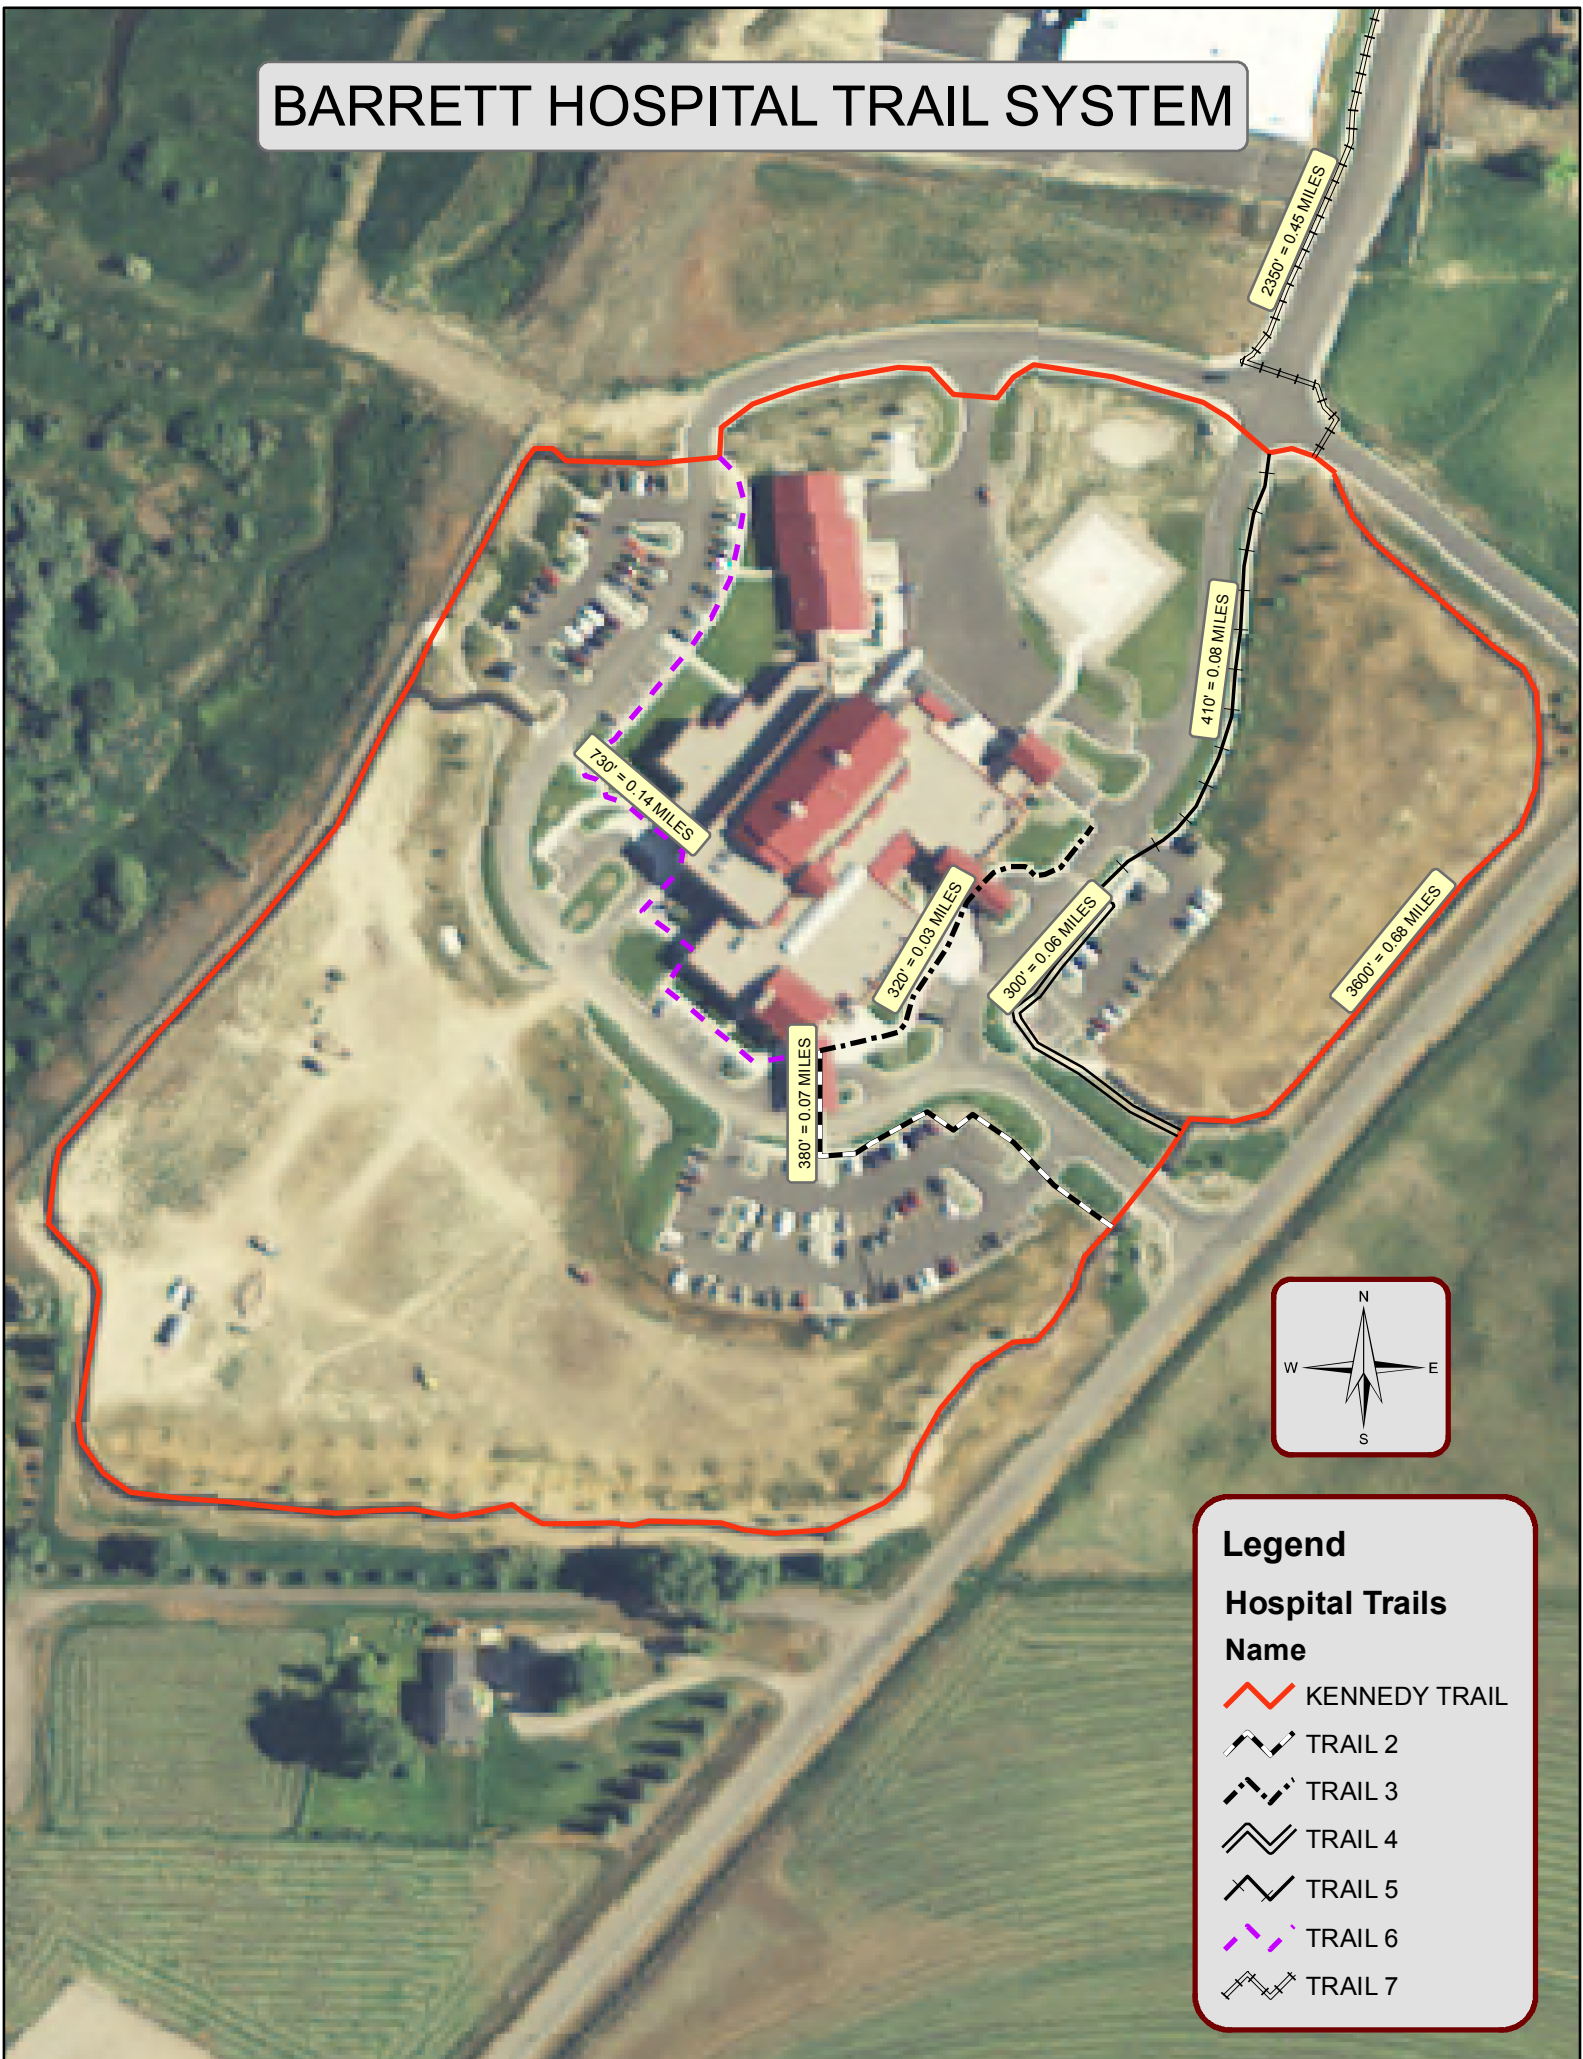 BARRETT HOSPITAL TRAIL SYSTEM
2350' = 0.45 MILES
410' = 0.08 MILES
730' = 0.14 MILES
320' = 0.03 MILES
300' = 0.06 MILES
3600' = 0.68 MILES
380' = 0.07 MILES
N
W
E
S
Legend
Hospital Trails
Name
KENNEDY TRAIL
TRAIL 2
TRAIL 3
TRAIL 4
TRAIL 5
TRAIL 6
TRAIL 7